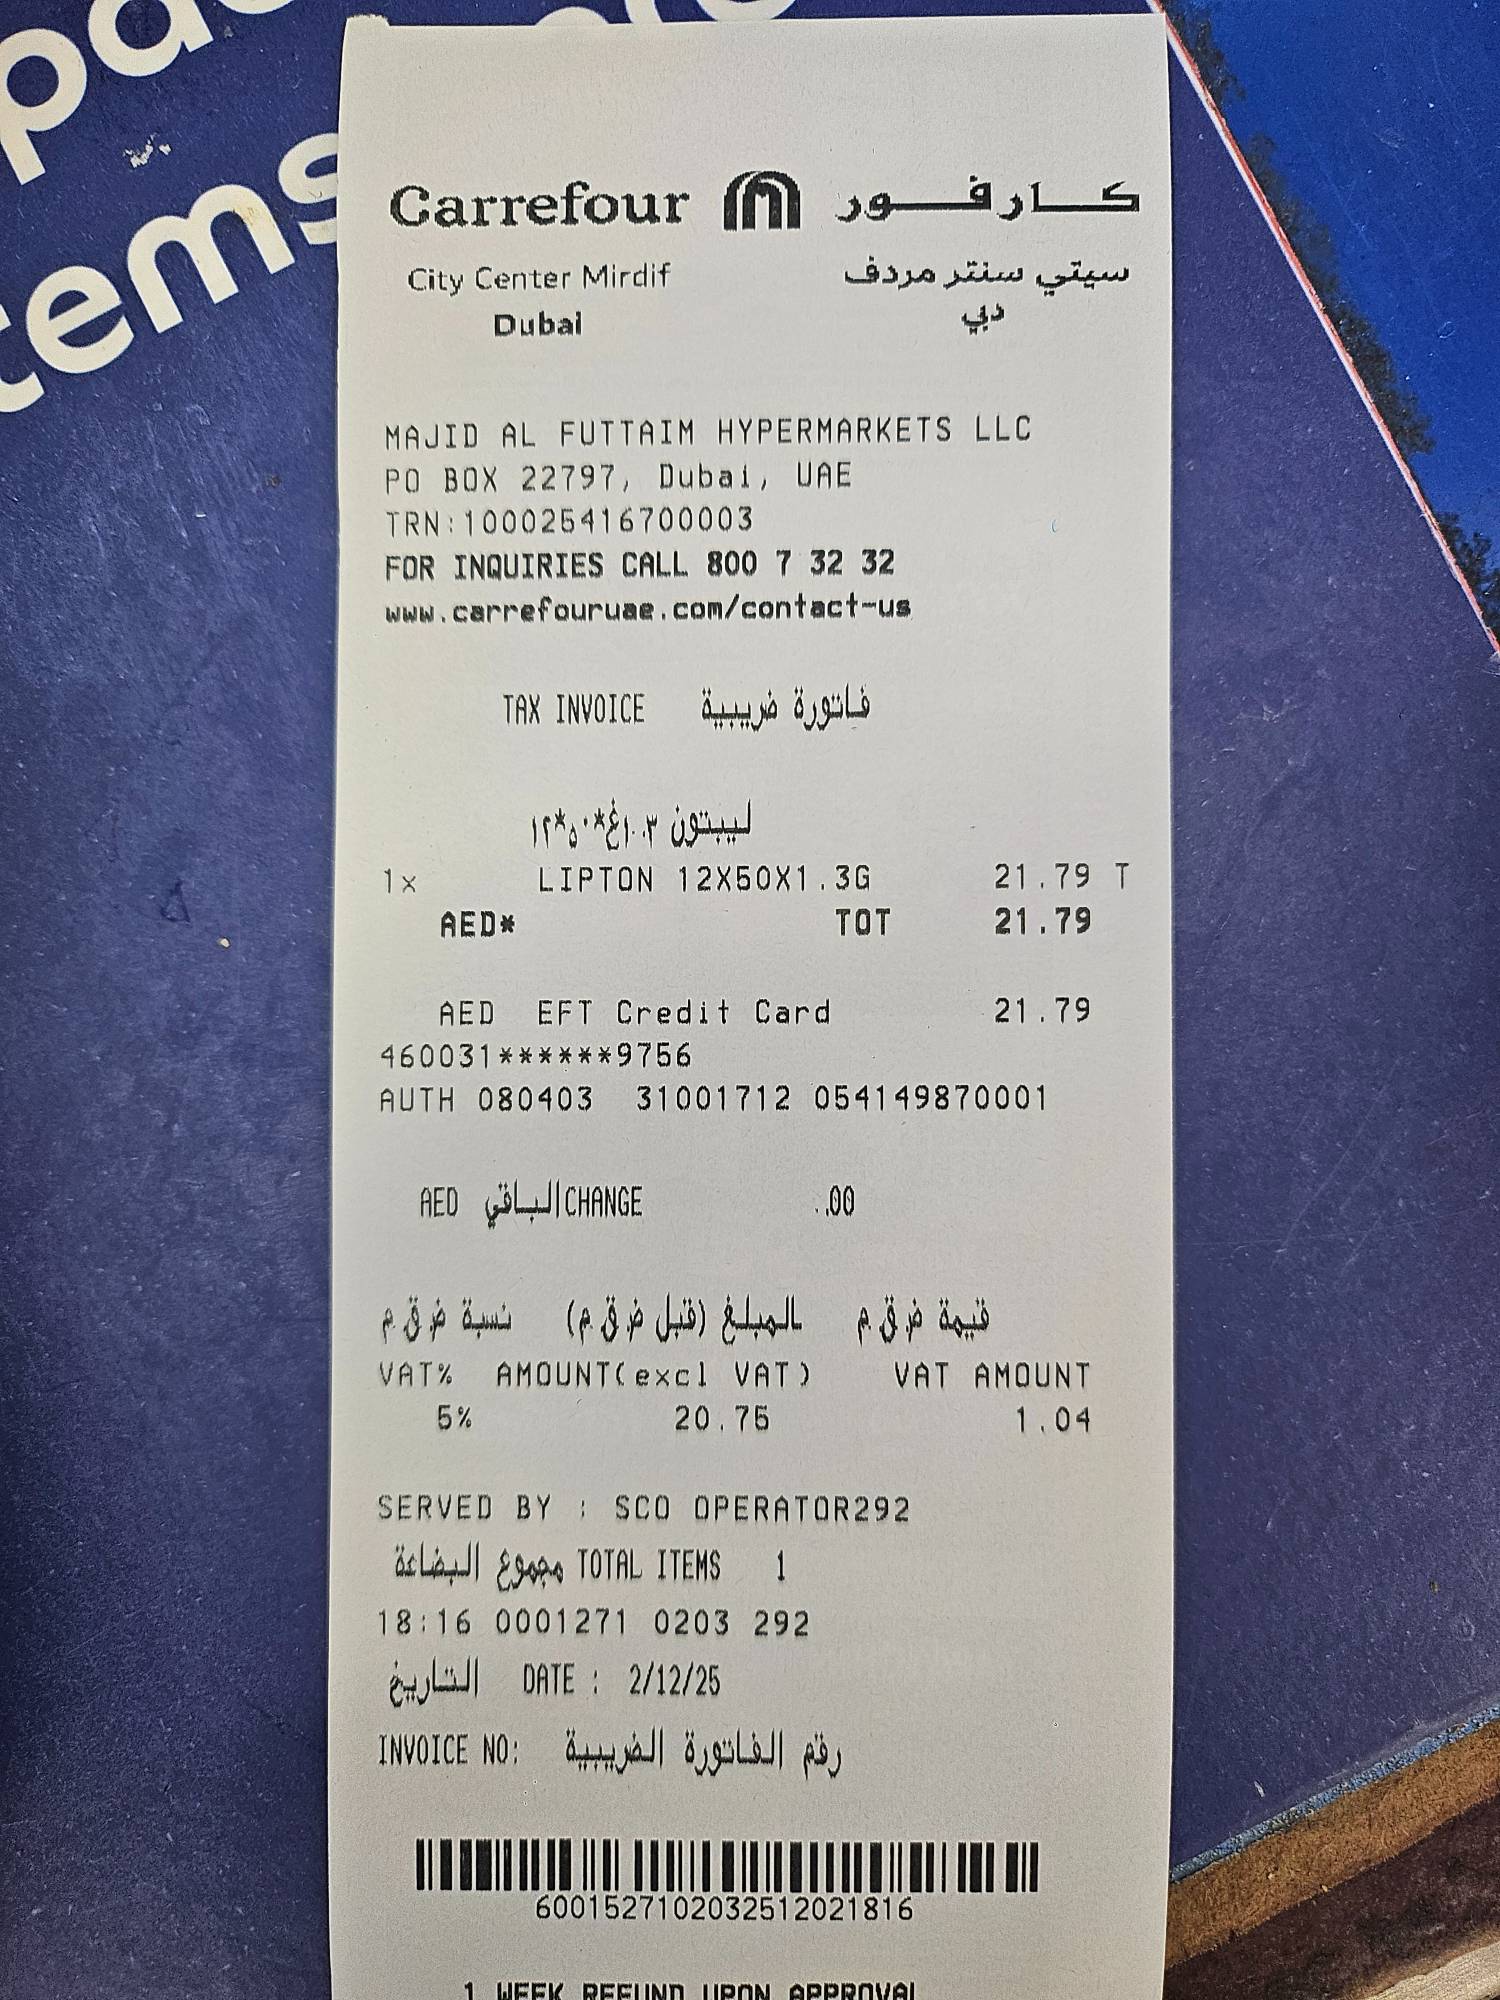 Carrefour كارفور
City Center Mirdif سيتي سنتر مردف
Dubai دبي
MAJID AL FUTTAIM HYPERMARKETS LLC
PO BOX 22797, Dubai, UAE
TRN:100025416700003
FOR INQUIRIES CALL 800 7 32 32
www.carrefouruae.com/contact-us
TAX INVOICE فاتورة ضريبية
ليبتون ١.٣غ*٥٠*١٢
1x LIPTON 12X50X1.3G 21.79 T
AED* TOT 21.79
AED EFT Credit Card 21.79
460031******9756
AUTH 080403 31001712 054149870001
AED الباقي CHANGE .00
نسبة ض.ق.م المبلغ (قبل ض.ق.م) قيمة ض.ق.م
VAT% AMOUNT(excl VAT) VAT AMOUNT
5% 20.75 1.04
SERVED BY : SCO OPERATOR292
مجموع البضاعة TOTAL ITEMS 1
18:16 0001271 0203 292
التاريخ DATE : 2/12/25
INVOICE NO: رقم الفاتورة الضريبية
6001527102032512021816
1 WEEK REFUND UPON APPROVAL